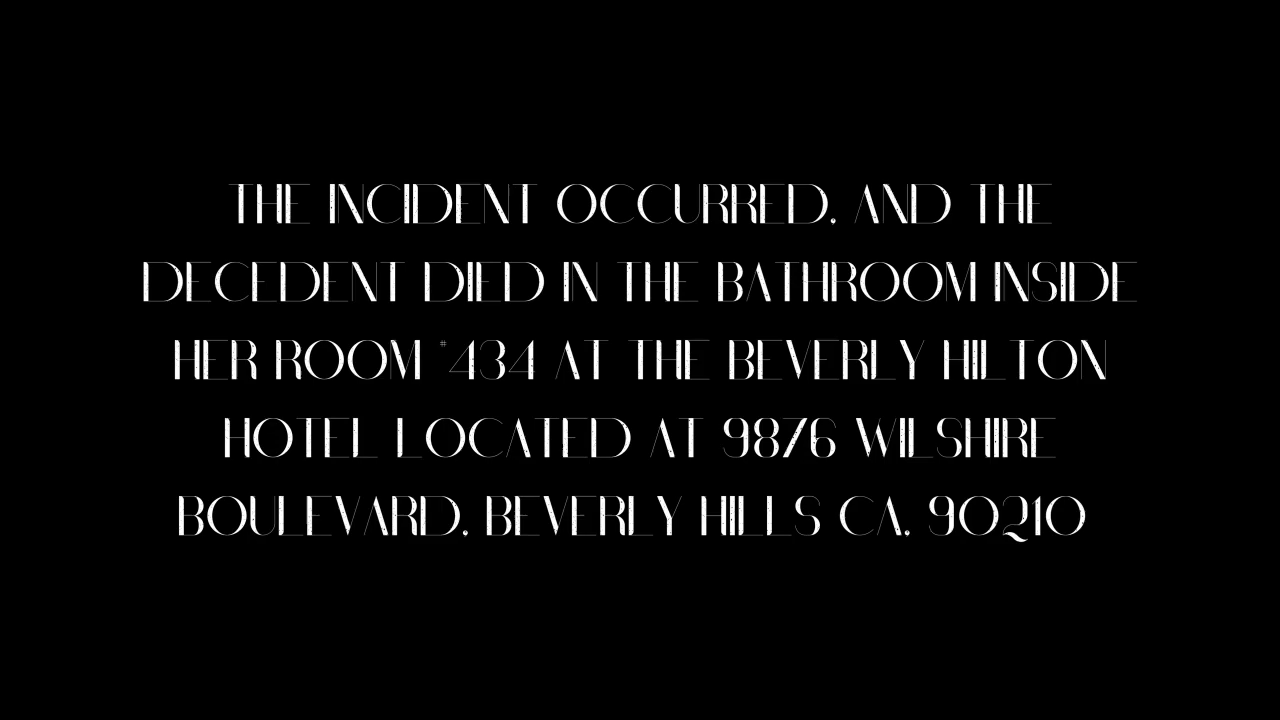 THE INCIDENT OCCURRED, AND THE
DECEDENT DIED IN THE BATHROOM INSIDE
HER ROOM #434 AT THE BEVERLY HILTON
HOTEL LOCATED AT 9876 WILSHIRE
BOULEVARD, BEVERLY HILLS CA, 90210